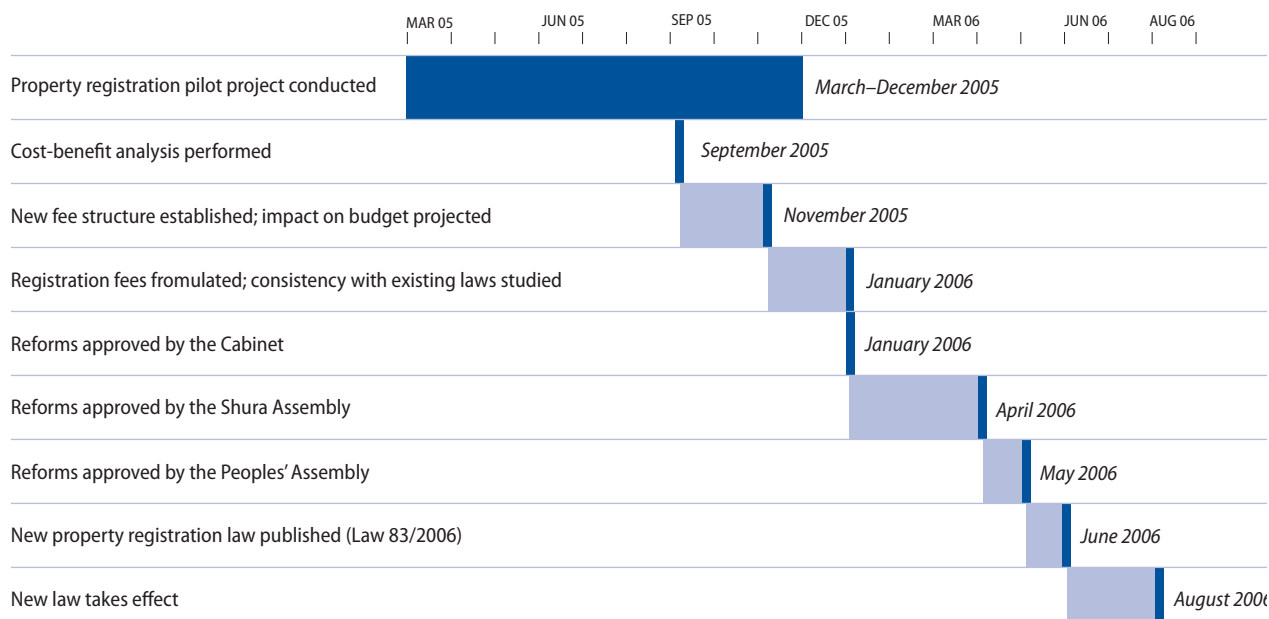 MAR 05 JUN 05 SEP 05 DEC 05 MAR 06 JUN 06 AUG 06
Property registration pilot project conducted March–December 2005
Cost-benefit analysis performed September 2005
New fee structure established; impact on budget projected November 2005
Registration fees fromulated; consistency with existing laws studied January 2006
Reforms approved by the Cabinet January 2006
Reforms approved by the Shura Assembly April 2006
Reforms approved by the Peoples’ Assembly May 2006
New property registration law published (Law 83/2006) June 2006
New law takes effect August 2006